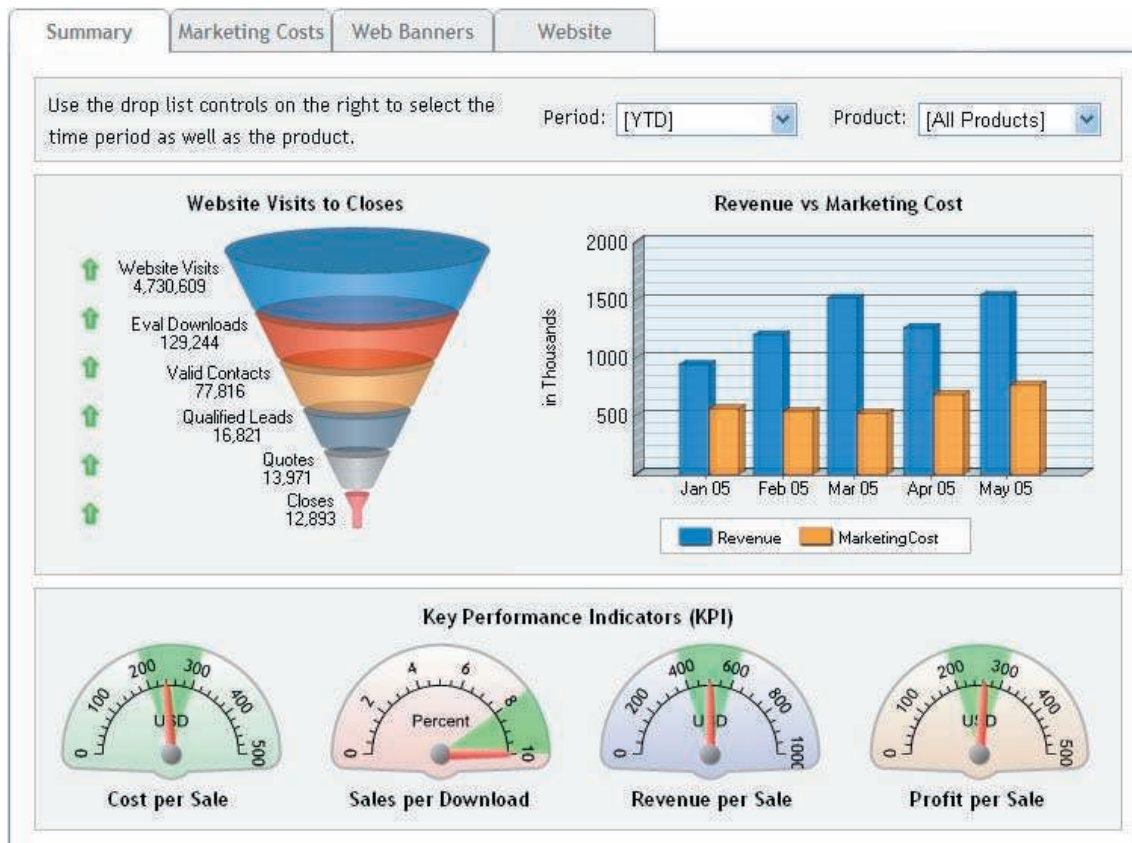 Summary
Marketing Costs
Web Banners
Website
Use the drop list controls on the right to select the
time period as well as the product.
Period:
[YTD]
Product:
[All Products]
Website Visits to Closes
Website Visits
4,730,609
Eval Downloads
129,244
Valid Contacts
77,816
Qualified Leads
16,821
Quotes
13,971
Closes
12,893
Revenue vs Marketing Cost
2000
1500
1000
500
in Thousands
Jan 05
Feb 05
Mar 05
Apr 05
May 05
Revenue
MarketingCost
Key Performance Indicators (KPI)
0
100
200
300
400
500
USD
Cost per Sale
0
2
4
6
8
10
Percent
Sales per Download
0
200
400
600
800
1000
USD
Revenue per Sale
0
100
200
300
400
500
USD
Profit per Sale